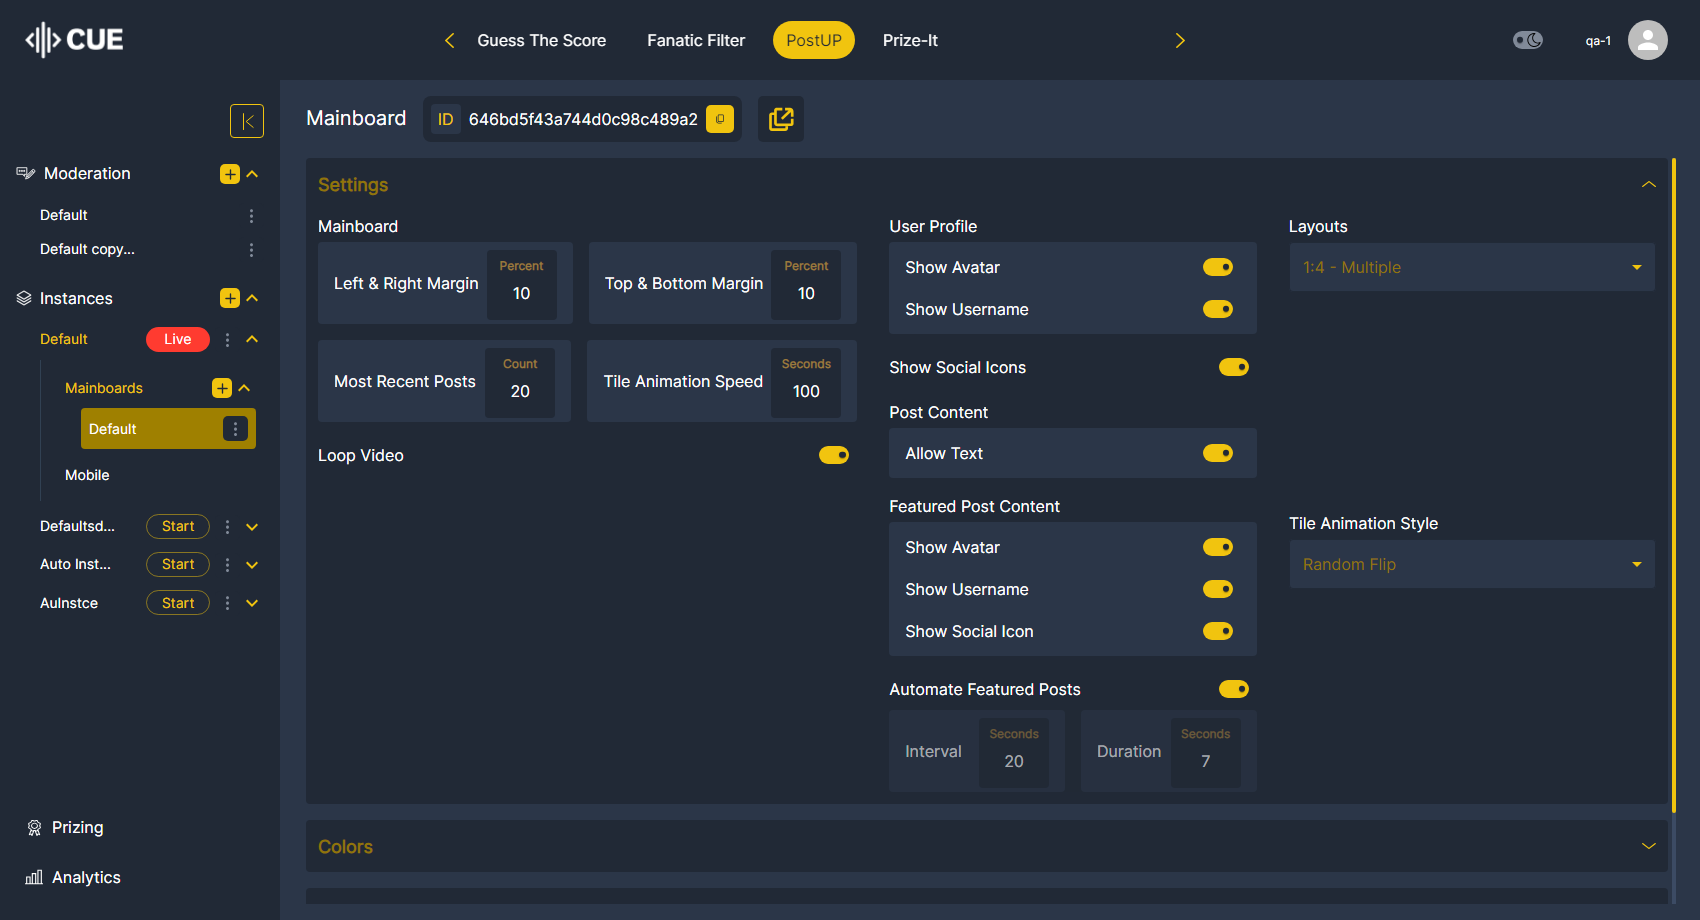 CUE
Guess The Score
Fanatic Filter
PostUP
Prize-It
qa-1
Moderation
Default
Default copy...
Instances
Default
Live
Mainboards
Default
Mobile
Defaultsd...
Start
Auto Inst...
Start
AuInstce
Start
Prizing
Analytics
Mainboard
ID
646bd5f43a744d0c98c489a2
Settings
Mainboard
Left & Right Margin
Percent
10
Top & Bottom Margin
Percent
10
Most Recent Posts
Count
20
Tile Animation Speed
Seconds
100
Loop Video
User Profile
Show Avatar
Show Username
Show Social Icons
Post Content
Allow Text
Featured Post Content
Show Avatar
Show Username
Show Social Icon
Automate Featured Posts
Interval
Seconds
20
Duration
Seconds
7
Layouts
1:4 - Multiple
Tile Animation Style
Random Flip
Colors